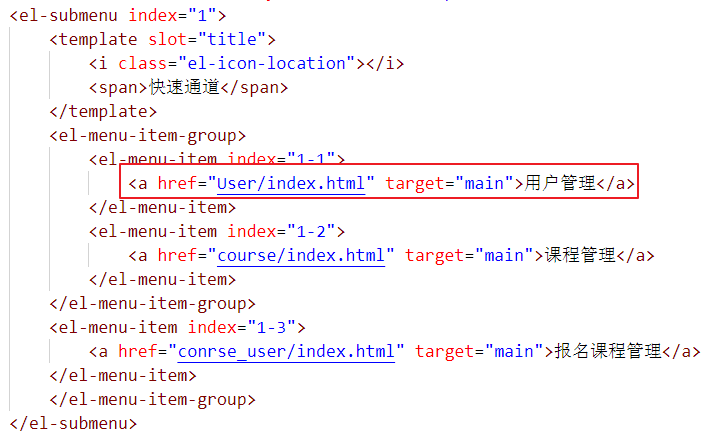 <el-submenu index="1">
<template slot="title">
<i class="el-icon-location"></i>
<span>快速通道</span>
</template>
<el-menu-item-group>
<el-menu-item index="1-1">
<a href="User/index.html" target="main">用户管理</a>
</el-menu-item>
<el-menu-item index="1-2">
<a href="course/index.html" target="main">课程管理</a>
</el-menu-item>
</el-menu-item-group>
<el-menu-item index="1-3">
<a href="conrse_user/index.html" target="main">报名课程管理</a>
</el-menu-item>
</el-menu-item-group>
</el-submenu>